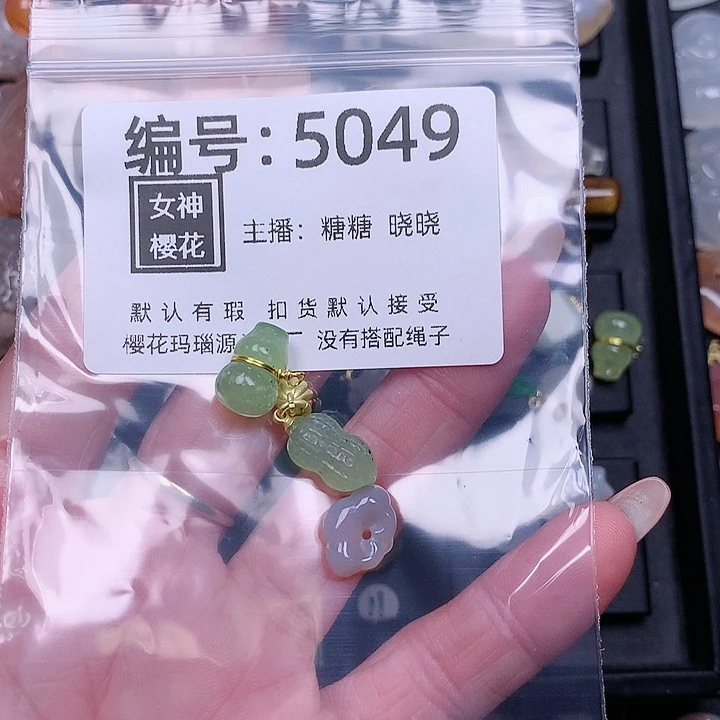 编号：5049
女神
樱花
主播：糖糖 晓晓
默认有瑕 扣货默认接受
樱花玛瑙源 没有搭配绳子